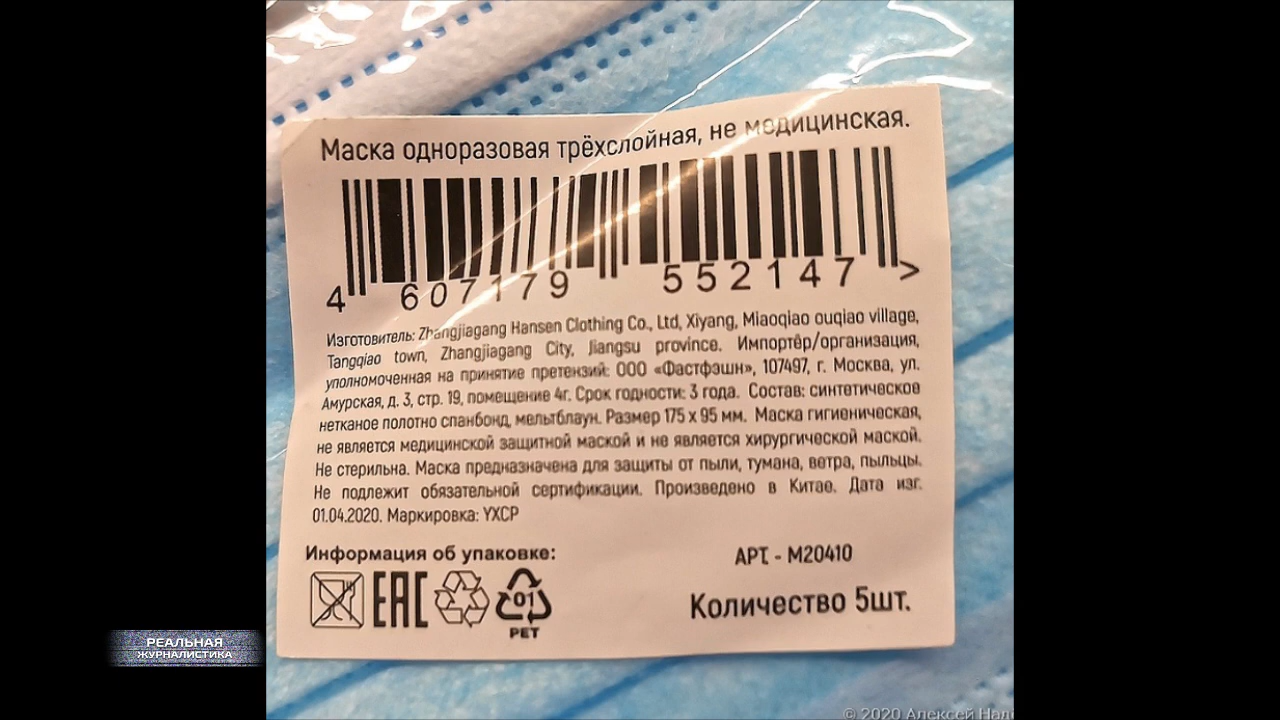 Маска одноразовая трёхслойная, не медицинская.
4 607179 552147 >
Изготовитель: Zhangjiagang Hansen Clothing Co., Ltd, Xiyang, Miaoqiao ouqiao village,
Tangqiao town, Zhangjiagang City, Jiangsu province. Импортёр/организация,
уполномоченная на принятие претензий: ООО «Фастфэшн», 107497, г. Москва, ул.
Амурская, д. 3, стр. 19, помещение 4г. Срок годности: 3 года. Состав: синтетическое
нетканое полотно спанбонд, мельтблаун. Размер 175 x 95 мм. Маска гигиеническая,
не является медицинской защитной маской и не является хирургической маской.
Не стерильна. Маска предназначена для защиты от пыли, тумана, ветра, пыльцы.
Не подлежит обязательной сертификации. Произведено в Китае. Дата изг.
01.04.2020. Маркировка: YXCP
Информация об упаковке:
АРТ. - М20410
EAC
01
PET
Количество 5шт.
РЕАЛЬНАЯ
ЖУРНАЛИСТИКА
© 2020 Алексей